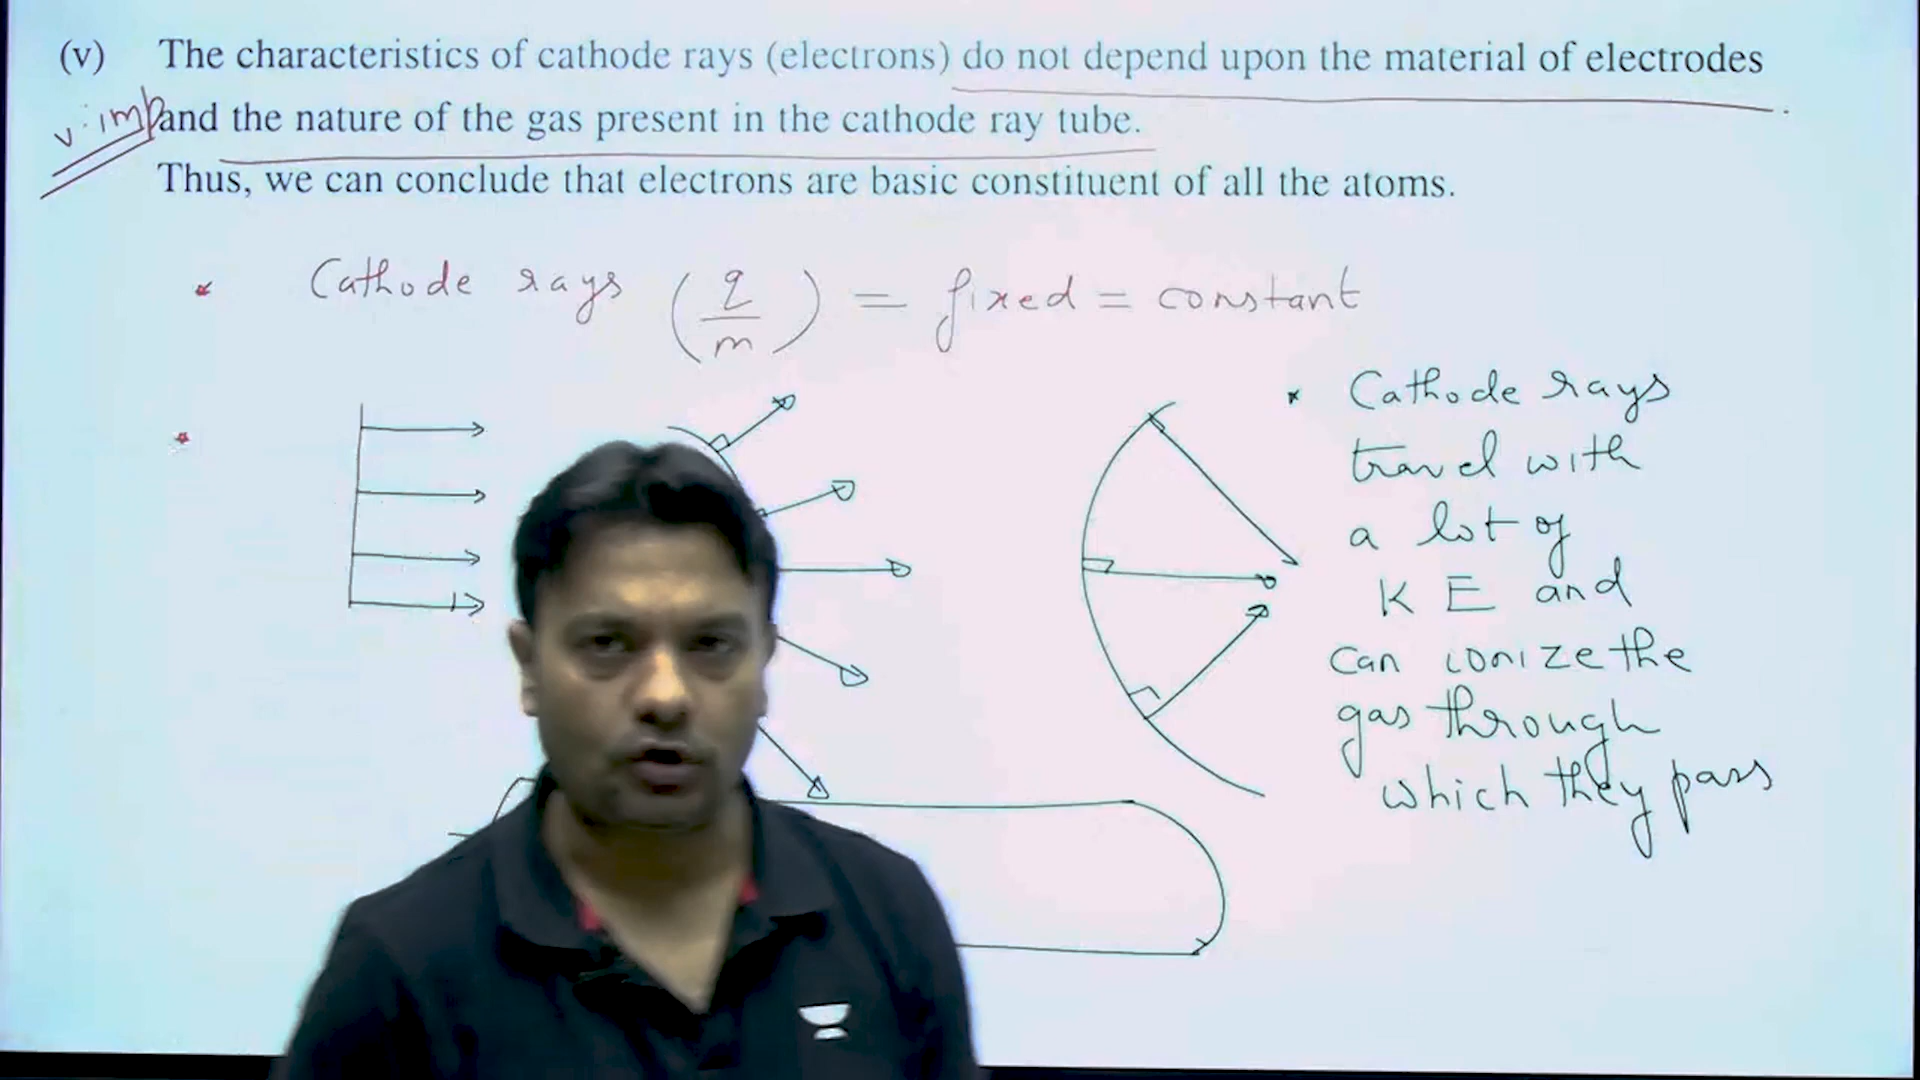 (v) The characteristics of cathode rays (electrons) do not depend upon the material of electrodes
v.imp and the nature of the gas present in the cathode ray tube.
Thus, we can conclude that electrons are basic constituent of all the atoms.
* Cathode rays (q/m) = fixed = constant
* Cathode rays
travel with
a lot of
K E and
can ionize the
gas through
which they pass